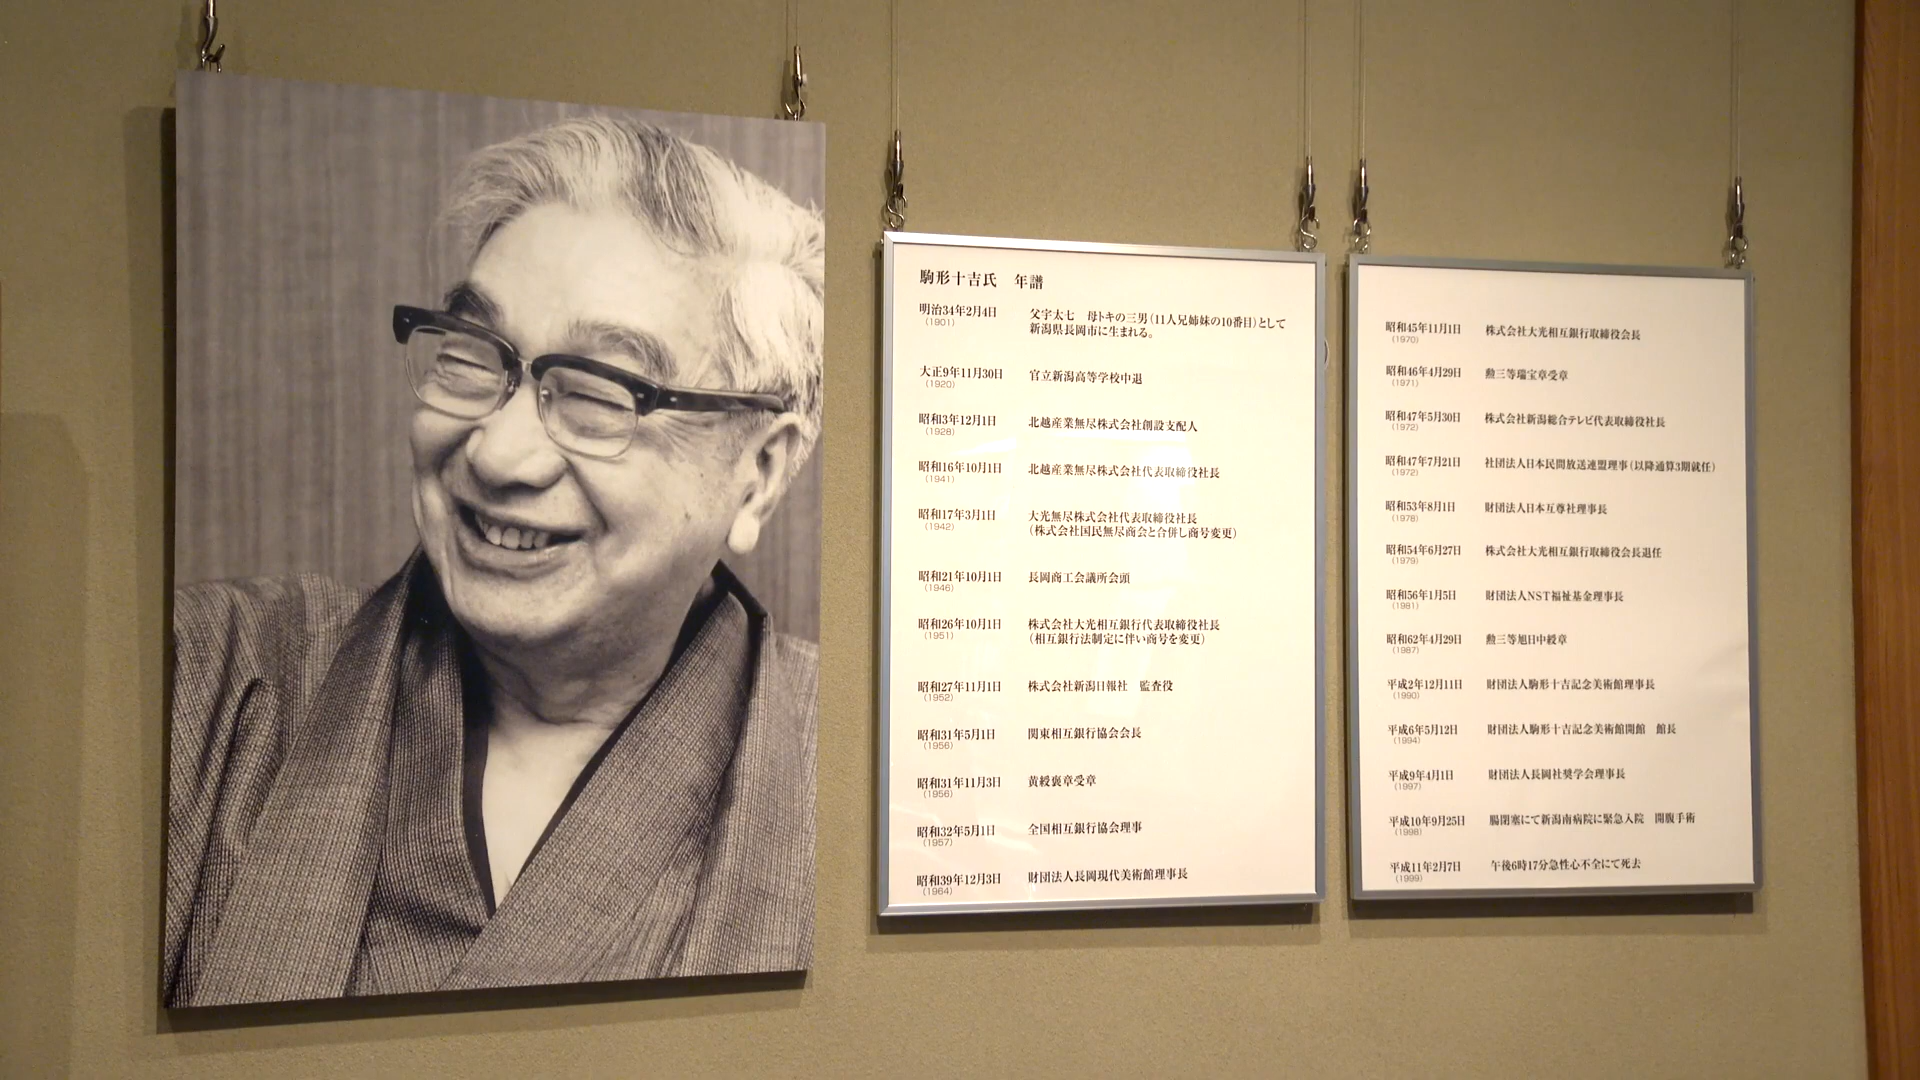 駒形十吉氏　年譜
明治34年2月4日　父宇太七　母トキの三男（11人兄姉妹の10番目）として
（1901）　新潟県長岡市に生まれる。
大正9年11月30日　官立新潟高等学校中退
（1920）
昭和3年12月1日　北越産業無尽株式会社創設支配人
（1928）
昭和16年10月1日　北越産業無尽株式会社代表取締役社長
（1941）
昭和17年3月1日　大光無尽株式会社代表取締役社長
（1942）　（株式会社国民無尽商会と合併し商号変更）
昭和21年10月1日　長岡商工会議所会頭
（1946）
昭和26年10月1日　株式会社大光相互銀行代表取締役社長
（1951）　（相互銀行法制定に伴い商号を変更）
昭和27年11月1日　株式会社新潟日報社　監査役
（1952）
昭和31年5月1日　関東相互銀行協会会長
（1956）
昭和31年11月3日　黄綬褒章受章
（1956）
昭和32年5月1日　全国相互銀行協会理事
（1957）
昭和39年12月3日　財団法人長岡現代美術館理事長
（1964）
昭和45年11月1日　株式会社大光相互銀行取締役会長
（1970）
昭和46年4月29日　勲三等瑞宝章受章
（1971）
昭和47年5月30日　株式会社新潟総合テレビ代表取締役社長
（1972）
昭和47年7月21日　社団法人日本民間放送連盟理事（以降通算3期就任）
（1972）
昭和53年8月1日　財団法人日本互尊社理事長
（1978）
昭和54年6月27日　株式会社大光相互銀行取締役会長退任
（1979）
昭和56年1月5日　財団法人NST福祉基金理事長
（1981）
昭和62年4月29日　勲三等旭日中綬章
（1987）
平成2年12月11日　財団法人駒形十吉記念美術館理事長
（1990）
平成6年5月12日　財団法人駒形十吉記念美術館開館　館長
（1994）
平成9年4月1日　財団法人長岡社奨学会理事長
（1997）
平成10年9月25日　腸閉塞にて新潟南病院に緊急入院　開腹手術
（1998）
平成11年2月7日　午後6時17分急性心不全にて死去
（1999）